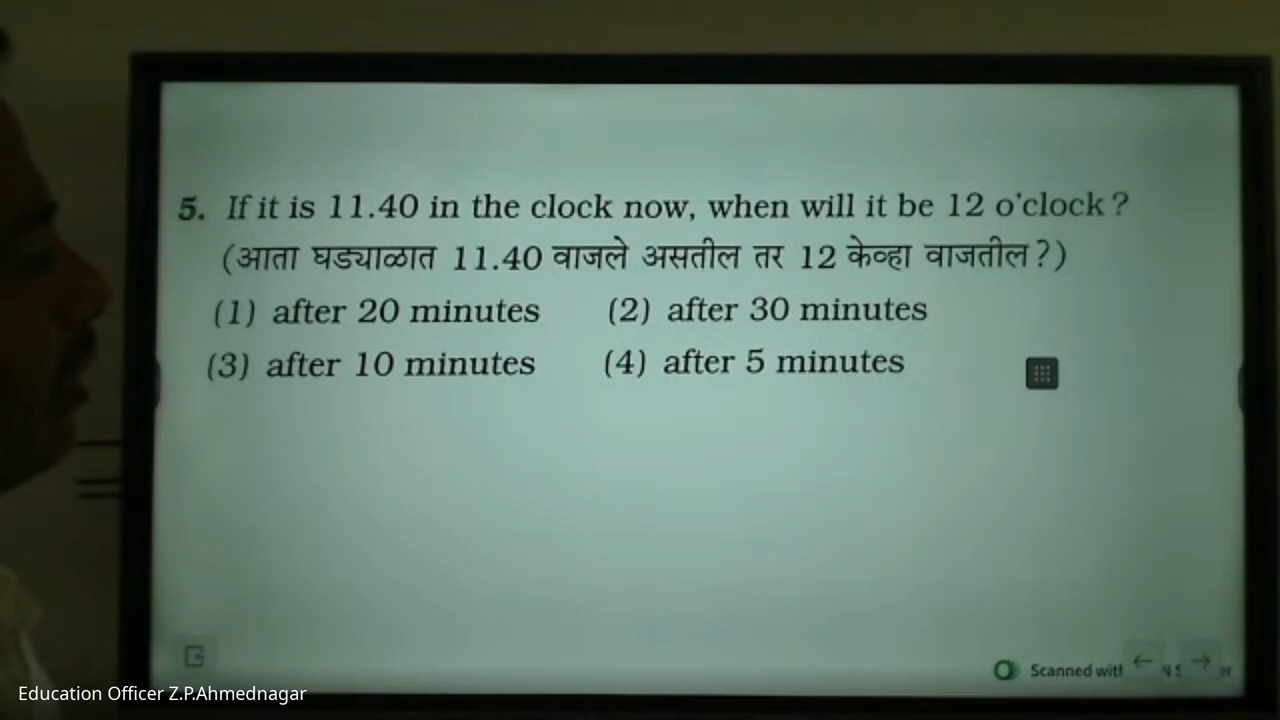 5. If it is 11.40 in the clock now, when will it be 12 o'clock ?
(आता घड्याळात 11.40 वाजले असतील तर 12 केव्हा वाजतील ?)
(1) after 20 minutes (2) after 30 minutes
(3) after 10 minutes (4) after 5 minutes
Scanned with
Education Officer Z.P.Ahmednagar